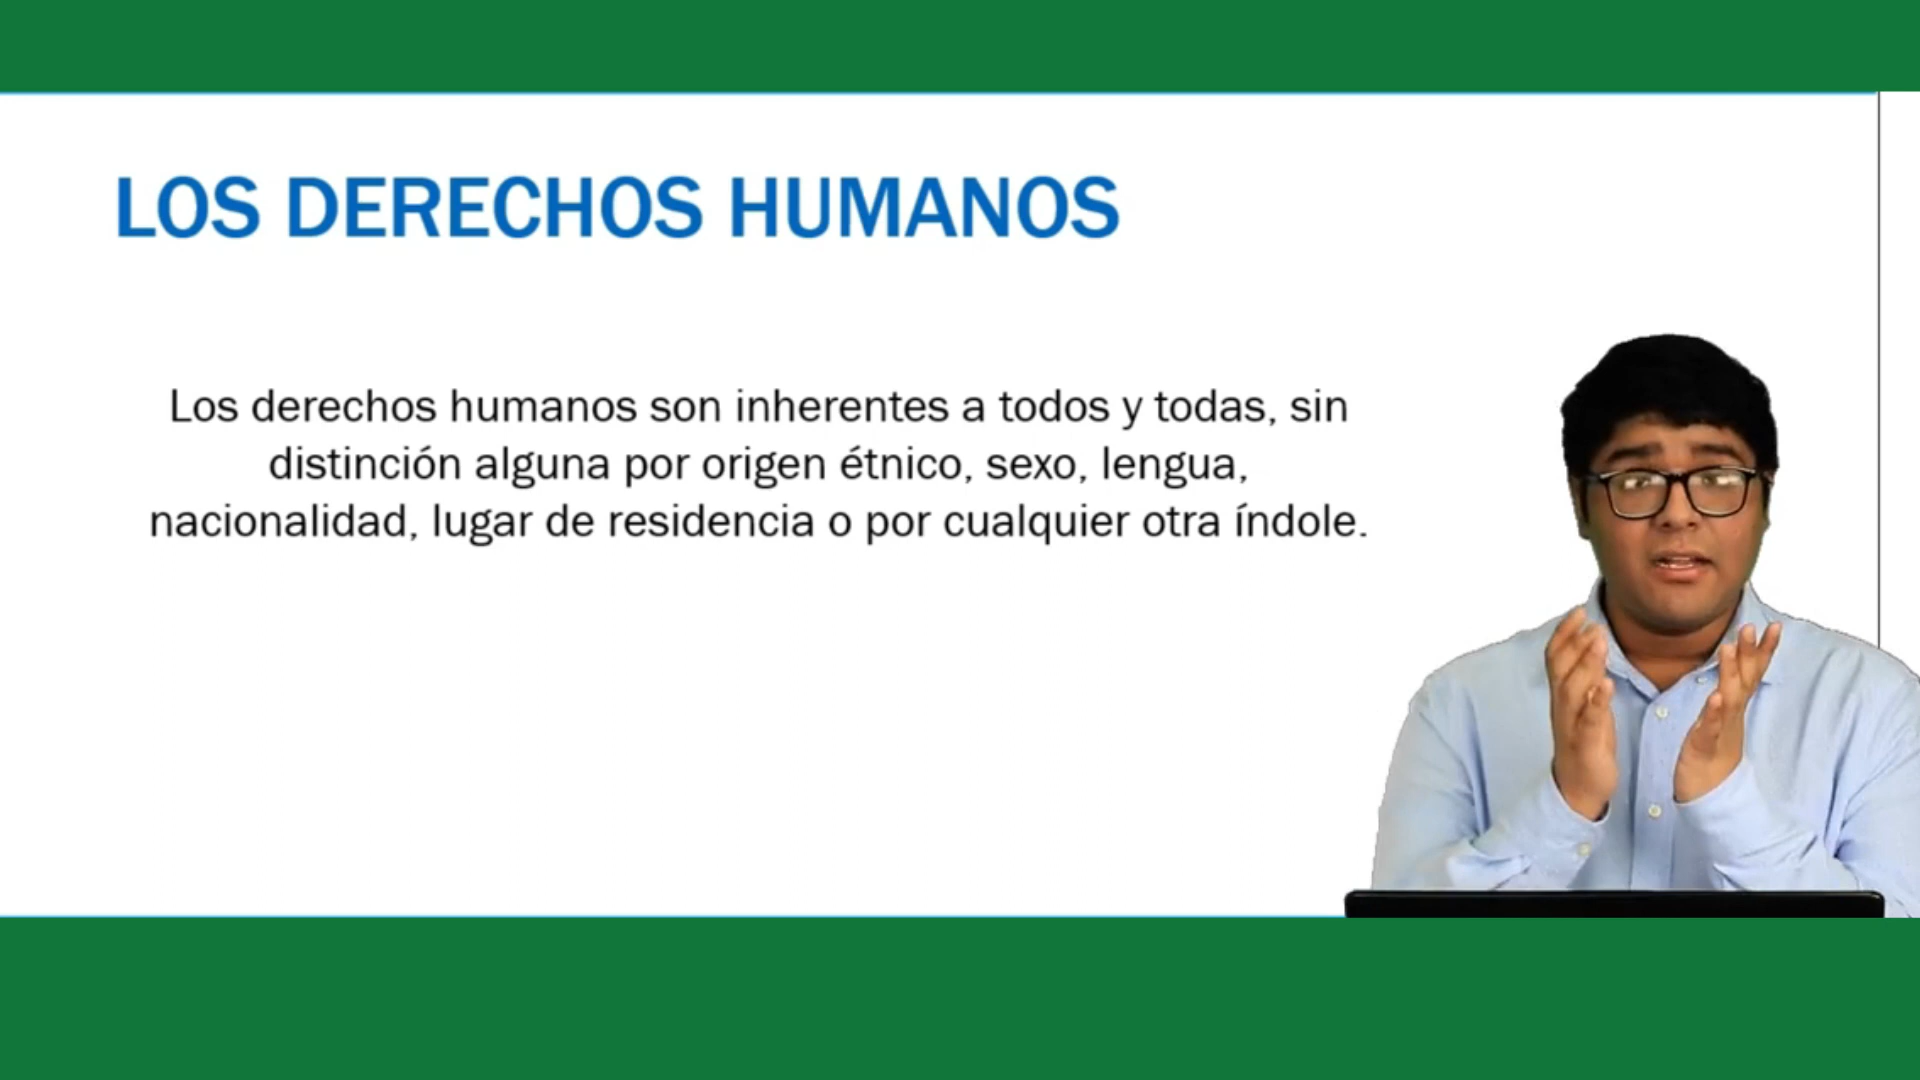 LOS DERECHOS HUMANOS
Los derechos humanos son inherentes a todos y todas, sin
distinción alguna por origen étnico, sexo, lengua,
nacionalidad, lugar de residencia o por cualquier otra índole.